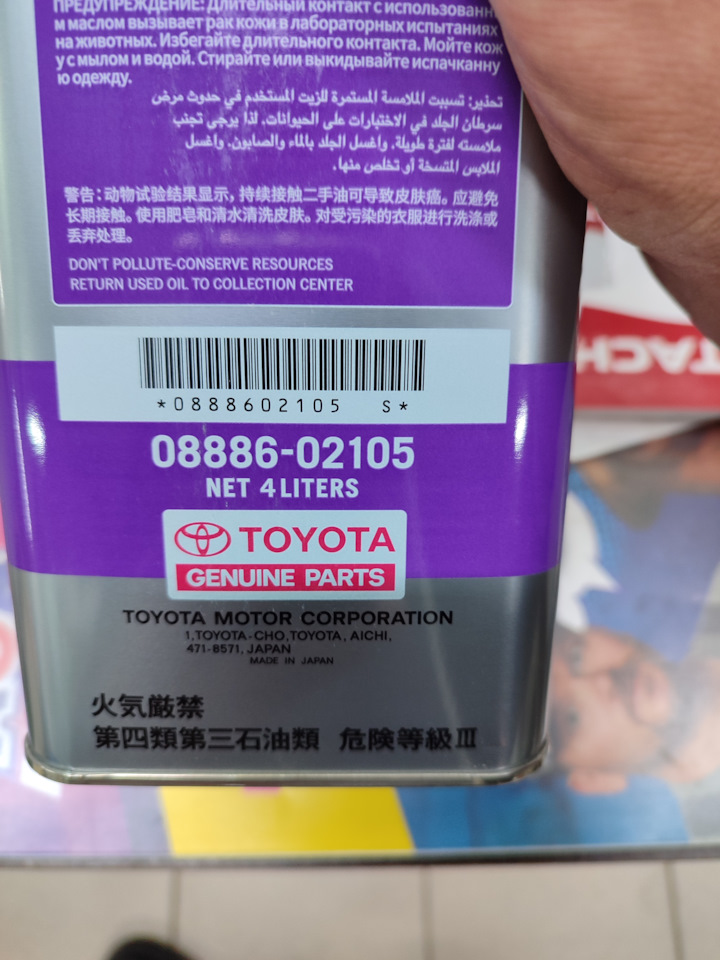 ПРЕДУПРЕЖДЕНИЕ: Длительный контакт с использованн
м маслом вызывает рак кожи в лабораторных испытаниях
на животных. Избегайте длительного контакта. Мойте кож
у с мылом и водой. Стирайте или выкидывайте испачканну
ю одежду.
تحذير: تسببت الملامسة المستمرة للزيت المستخدم في حدوث مرض
سرطان الجلد في الاختبارات على الحيوانات. لذا يرجى تجنب
ملامسته لفترة طويلة. واغسل الجلد بالماء والصابون. واغسل
الملابس المتسخة أو تخلص منها.
警告：动物试验结果显示，持续接触二手油可导致皮肤癌。应避免
长期接触。使用肥皂和清水清洗皮肤。对受污染的衣服进行洗涤或
丢弃处理。
DON'T POLLUTE-CONSERVE RESOURCES
RETURN USED OIL TO COLLECTION CENTER
*0888602105 S*
08886-02105
NET 4 LITERS
TOYOTA
GENUINE PARTS
TOYOTA MOTOR CORPORATION
1,TOYOTA-CHO,TOYOTA, AICHI,
471-8571, JAPAN
MADE IN JAPAN
火気厳禁
第四類第三石油類 危険等級Ⅲ